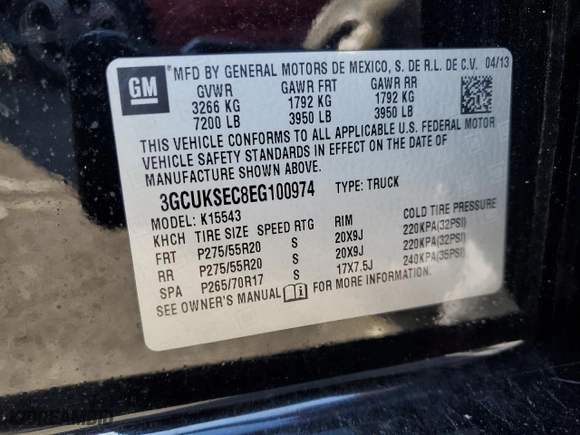 GM
MFD BY GENERAL MOTORS DE MEXICO, S. DE R.L. DE C.V. 04/13
GVWR GAWR FRT GAWR RR
3266 KG 1792 KG 1792 KG
7200 LB 3950 LB 3950 LB
THIS VEHICLE CONFORMS TO ALL APPLICABLE U.S. FEDERAL MOTOR
VEHICLE SAFETY STANDARDS IN EFFECT ON THE DATE OF
MANUFACTURE SHOWN ABOVE.
3GCUKSEC8EG100974 TYPE: TRUCK
MODEL: K15543
KHCH TIRE SIZE SPEED RTG RIM COLD TIRE PRESSURE
FRT P275/55R20 S 20X9J 220KPA(32PSI)
RR P275/55R20 S 20X9J 220KPA(32PSI)
SPA P265/70R17 S 17X7.5J 240KPA(35PSI)
SEE OWNER'S MANUAL FOR MORE INFORMATION.